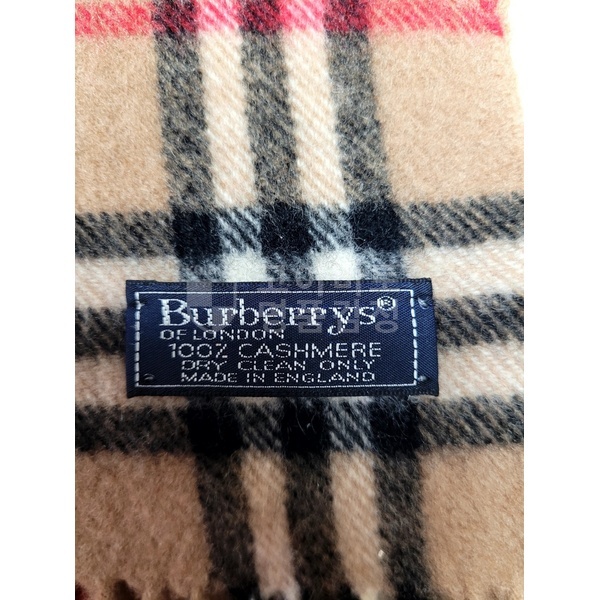 Burberrys®
OF LONDON
100% CASHMERE
DRY CLEAN ONLY
MADE IN ENGLAND